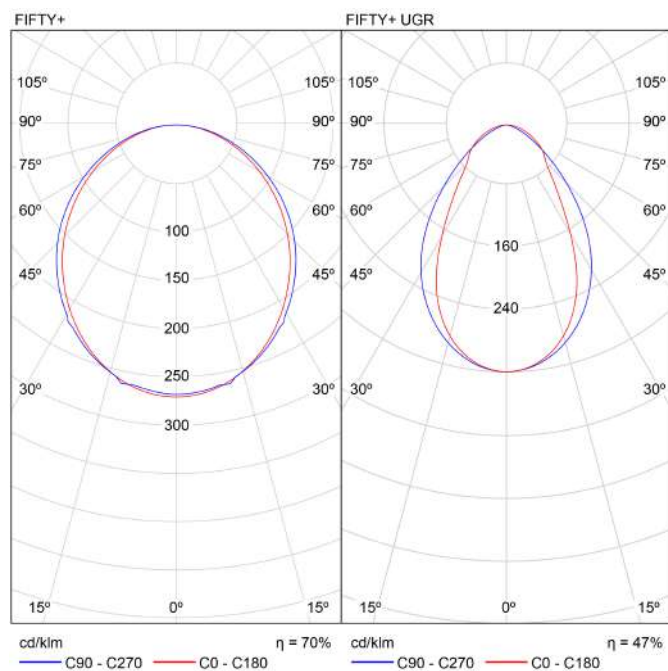 FIFTY+
105º 105º
90º 90º
75º 75º
60º 60º
45º 45º
30º 30º
100
150
200
250
300
15º 0º 15º
cd/klm η = 70%
C90 - C270 C0 - C180
FIFTY+ UGR
105º 105º
90º 90º
75º 75º
60º 60º
45º 45º
30º 30º
160
240
15º 0º 15º
cd/klm η = 47%
C90 - C270 C0 - C180